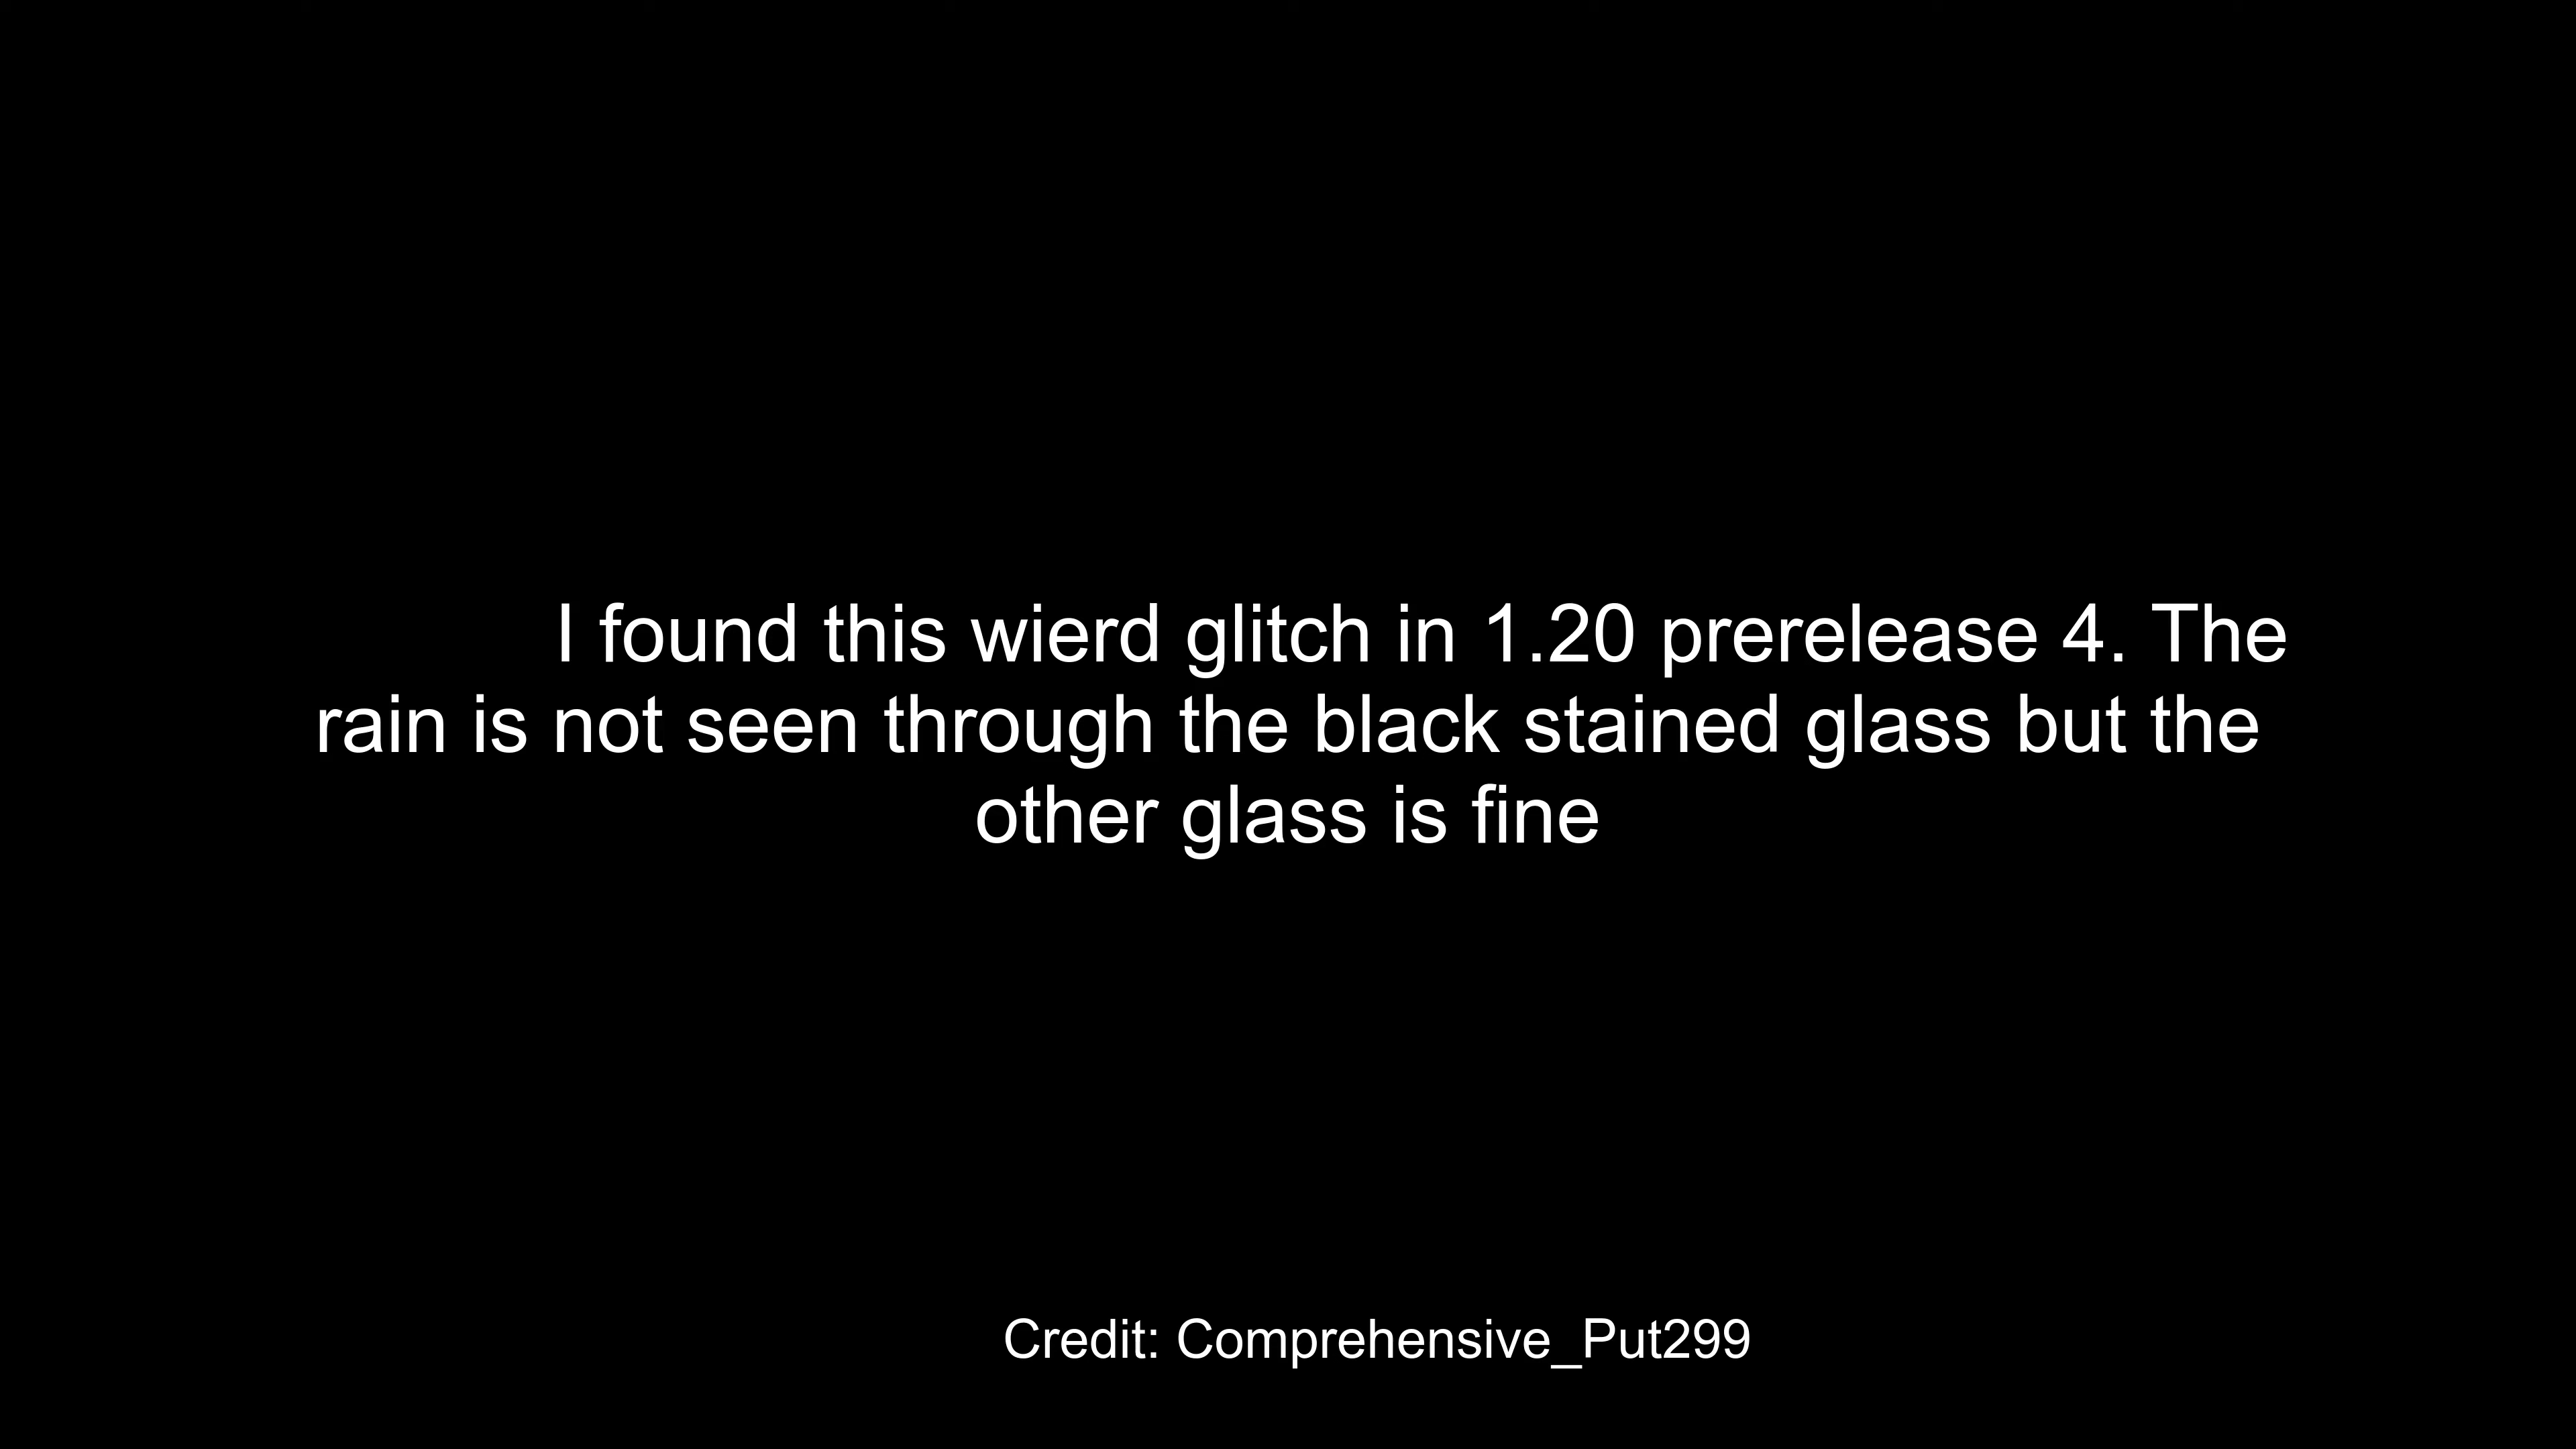 I found this wierd glitch in 1.20 prerelease 4. The
rain is not seen through the black stained glass but the
other glass is fine
Credit: Comprehensive_Put299